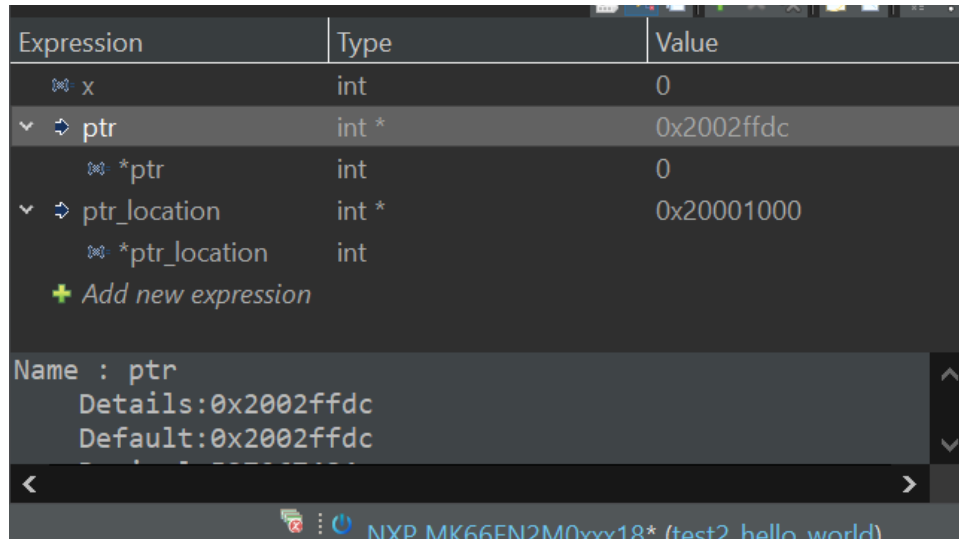 Expression Type Value
x int 0
ptr int * 0x2002ffdc
*ptr int 0
ptr_location int * 0x20001000
*ptr_location int
Add new expression
Name : ptr
Details:0x2002ffdc
Default:0x2002ffdc
NXP MK66FN2M0xxx18* (test2_hello_world)